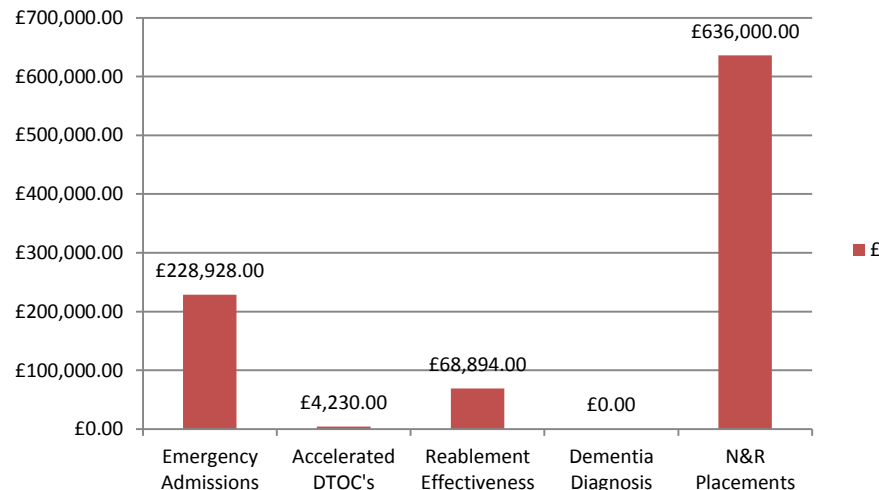 £700,000.00
£600,000.00
£500,000.00
£400,000.00
£300,000.00
£200,000.00
£100,000.00
£0.00
£228,928.00
£4,230.00
£68,894.00
£0.00
£636,000.00
Emergency
Admissions
Accelerated
DTOC's
Reablement
Effectiveness
Dementia
Diagnosis
N&R
Placements
£